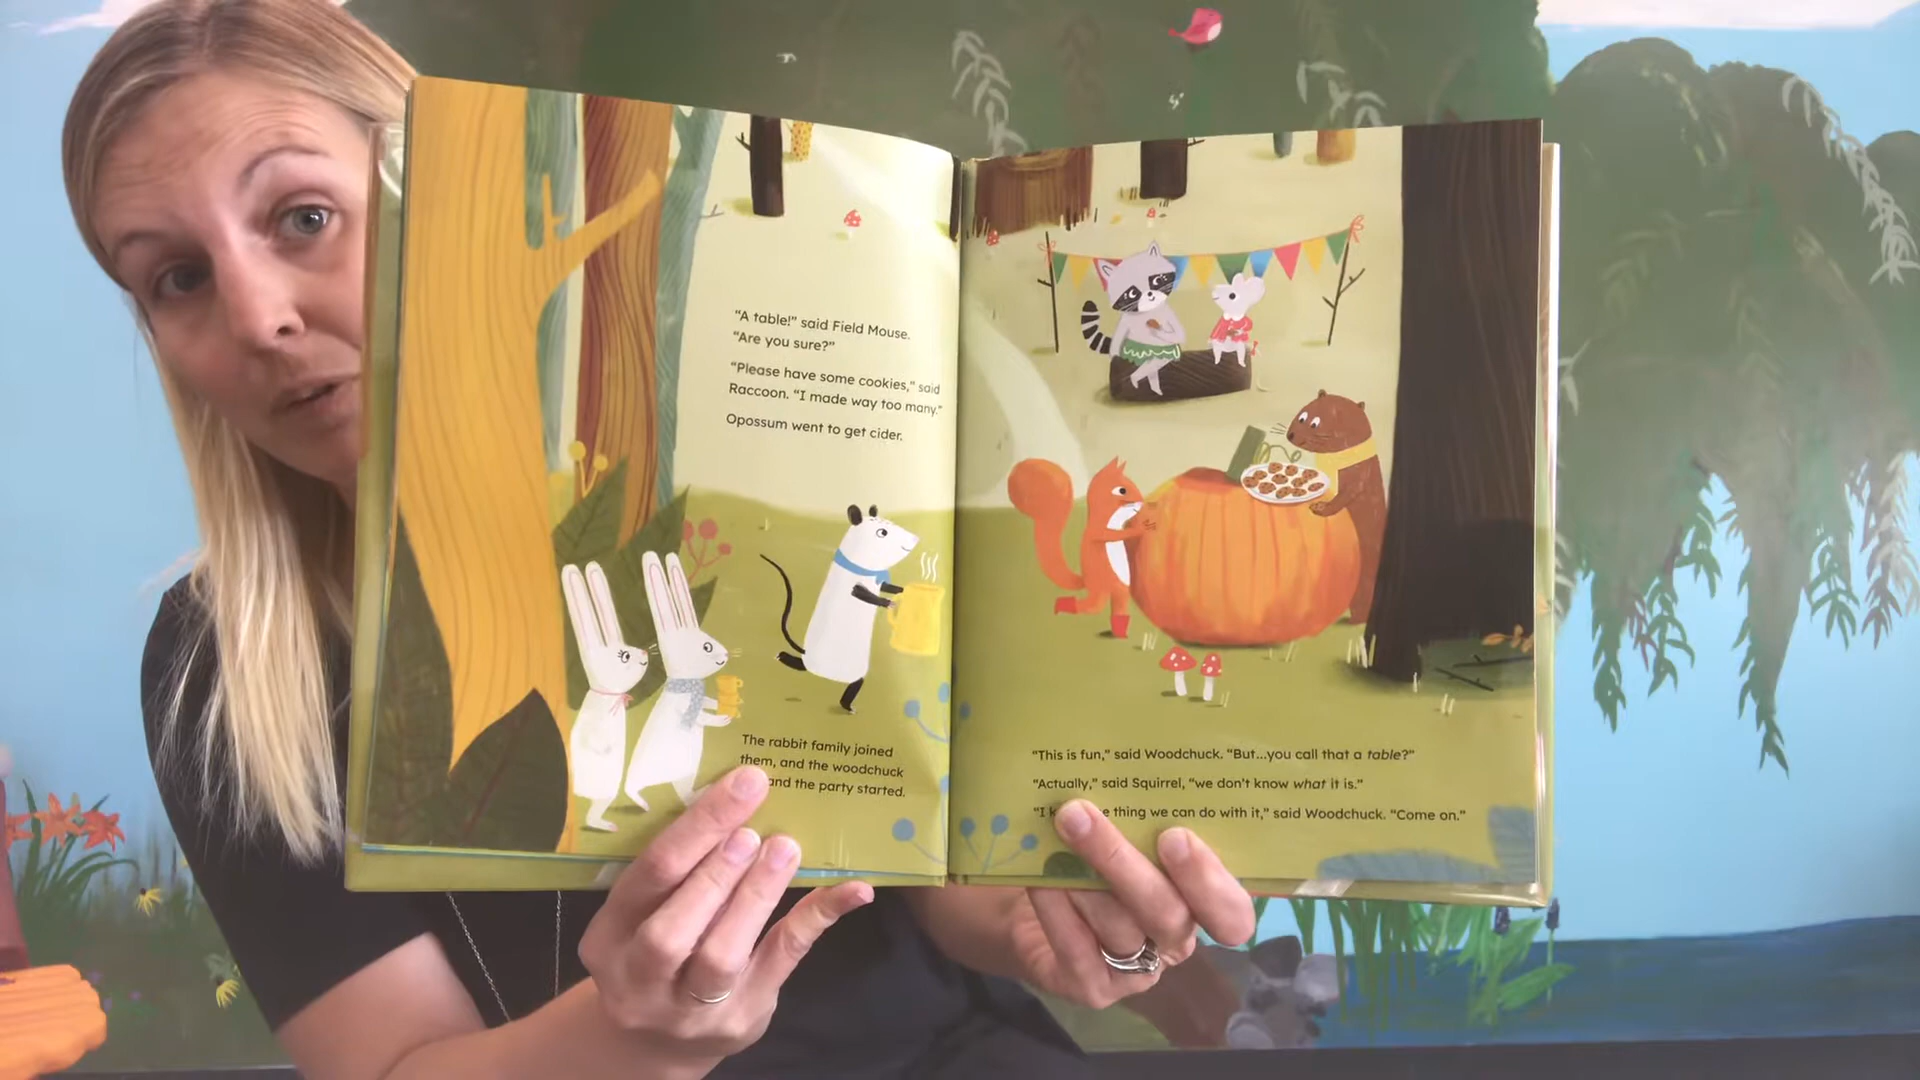 “A table!” said Field Mouse.
“Are you sure?”
“Please have some cookies,” said
Raccoon. “I made way too many.”
Opossum went to get cider.
The rabbit family joined
them, and the woodchuck
and the party started.
“This is fun,” said Woodchuck. “But...you call that a table?”
“Actually,” said Squirrel, “we don’t know what it is.”
“I thing we can do with it,” said Woodchuck. “Come on.”